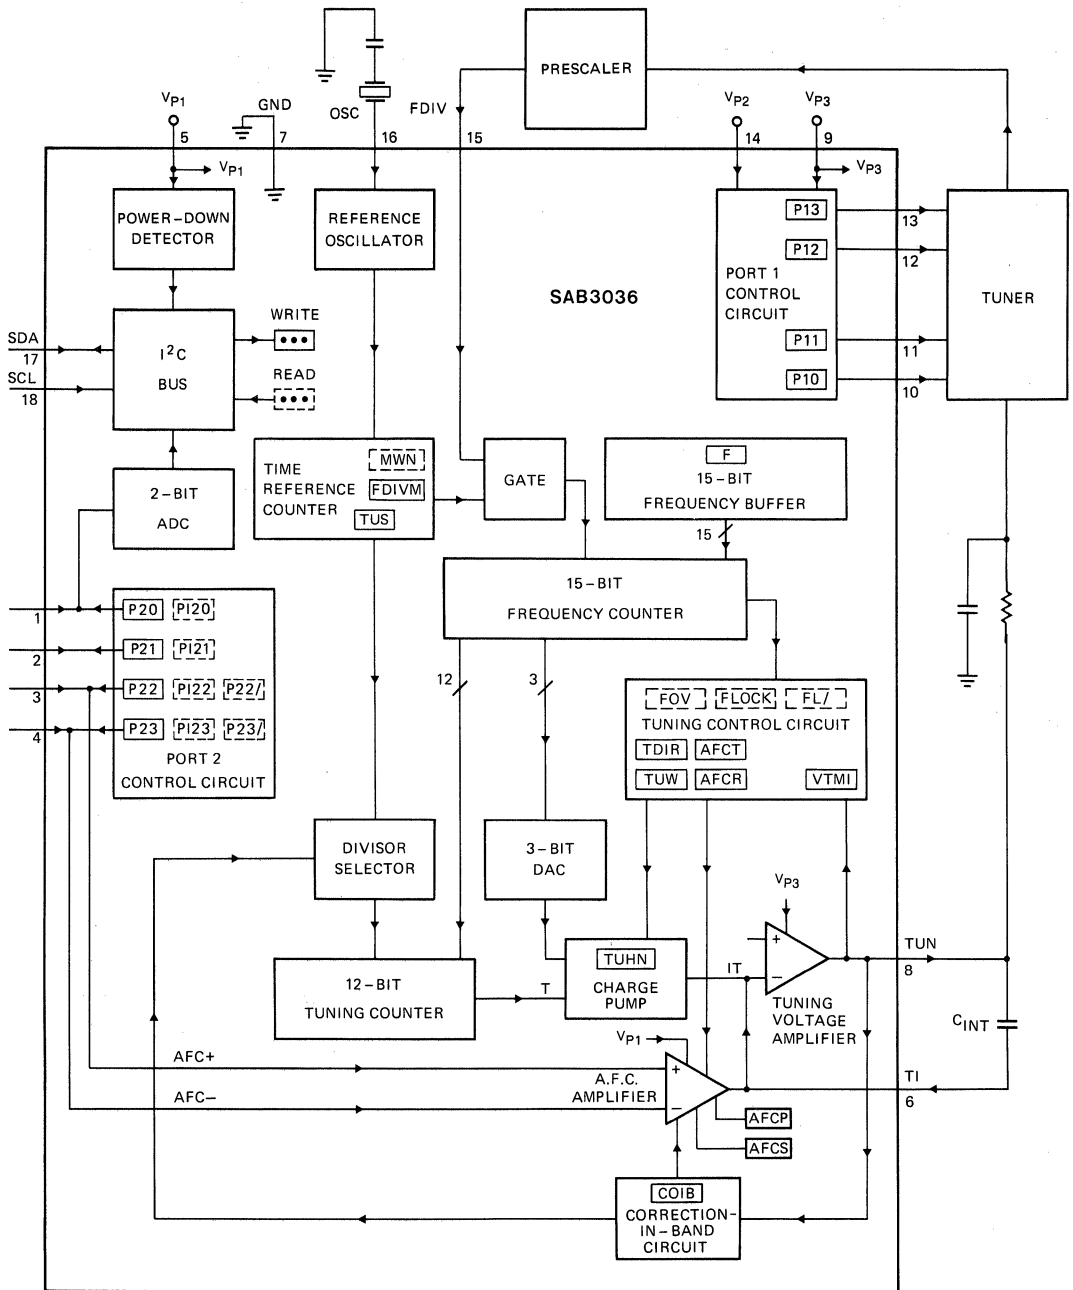 PRESCALER
VP1
GND
OSC
FDIV
VP2
VP3
5
7
16
15
14
9
VP1
VP3
POWER-DOWN
DETECTOR
REFERENCE
OSCILLATOR
SAB3036
P13
P12
PORT 1
CONTROL
CIRCUIT
P11
P10
13
12
11
10
TUNER
SDA
17
SCL
18
I2C
BUS
WRITE
READ
2-BIT
ADC
TIME
REFERENCE
COUNTER
MWN
FDIVM
TUS
GATE
F
15-BIT
FREQUENCY BUFFER
15
15-BIT
FREQUENCY COUNTER
1
2
3
4
P20 PI20
P21 PI21
P22 PI22 P22/
P23 PI23 P23/
PORT 2
CONTROL CIRCUIT
12
3
FOV FLOCK FL/
TUNING CONTROL CIRCUIT
TDIR AFCT
TUW AFCR VTMI
DIVISOR
SELECTOR
3-BIT
DAC
VP3
+
−
TUN
8
12-BIT
TUNING COUNTER
T
TUHN
CHARGE
PUMP
IT
TUNING
VOLTAGE
AMPLIFIER
CINT
VP1
AFC+
AFC−
A.F.C.
AMPLIFIER
+
−
TI
6
AFCP
AFCS
COIB
CORRECTION-
IN-BAND
CIRCUIT